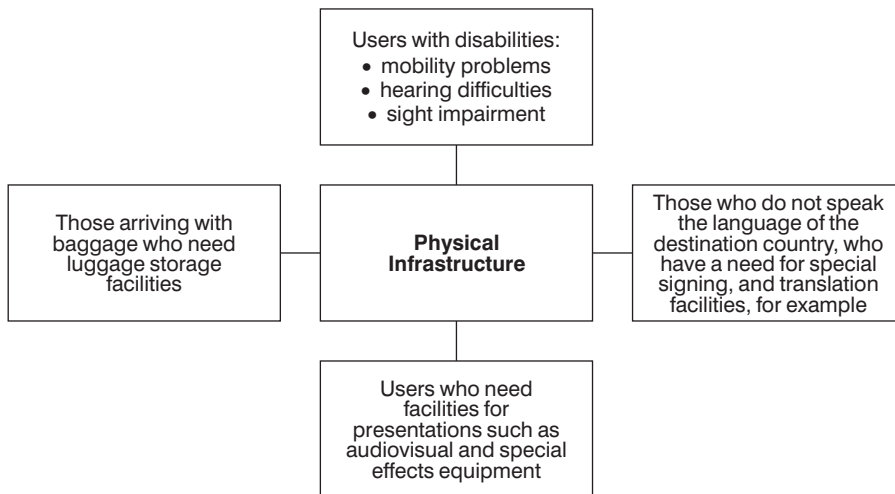 Users with disabilities:
• mobility problems
• hearing difficulties
• sight impairment
Those arriving with
baggage who need
luggage storage
facilities
Physical
Infrastructure
Those who do not speak
the language of the
destination country, who
have a need for special
signing, and translation
facilities, for example
Users who need
facilities for
presentations such as
audiovisual and special
effects equipment